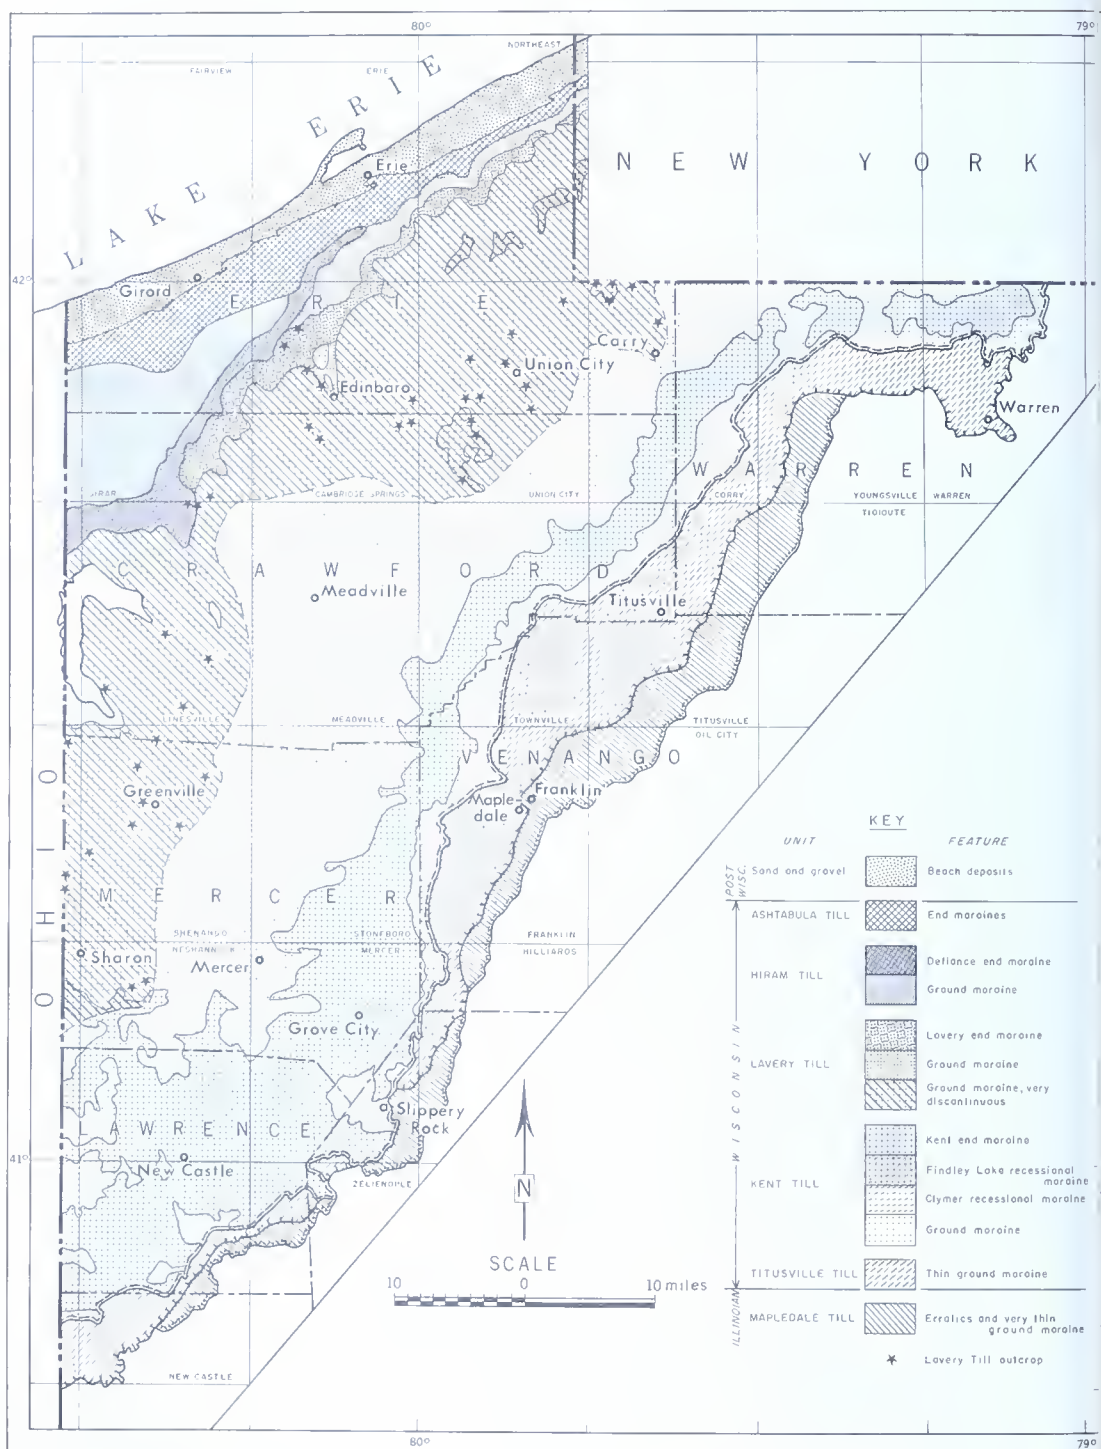 80°
79°
NORTHEAST
FAIRVIEW
ERIE
LAKE ERIE
Erie
NEW YORK
42°
Girard
ERIE
Corry
Union City
Edinboro
Warren
WARREN
CAMBRIDGE SPRINGS
UNION CITY
CORRY
YOUNGSVILLE
WARREN
TIDIOUTE
CRAWFORD
Meadville
Titusville
LINESVILLE
MEADVILLE
TOWNVILLE
TITUSVILLE
OIL CITY
VENANGO
OHIO
Greenville
Franklin
Maple-
dale
MERCER
SHENANGO
STONEBORO
FRANKLIN
NESHANNOCK
MERCER
HILLIARDS
Sharon
Mercer
Grove City
Slippery
Rock
LAWRENCE
New Castle
41°
ZELIENOPLE
NEW CASTLE
N
SCALE
10 0 10 miles
KEY
UNIT FEATURE
POST WISC.
Sand and gravel Beach deposits
WISCONSIN
ASHTABULA TILL End moraines
HIRAM TILL
Defiance end moraine
Ground moraine
LAVERY TILL
Lavery end moraine
Ground moraine
Ground moraine, very
discontinuous
KENT TILL
Kent end moraine
Findley Lake recessional
moraine
Clymer recessional moraine
Ground moraine
TITUSVILLE TILL Thin ground moraine
ILLINOIAN
MAPLEDALE TILL Erratics and very thin
ground moraine
Lavery Till outcrop
80°
79°